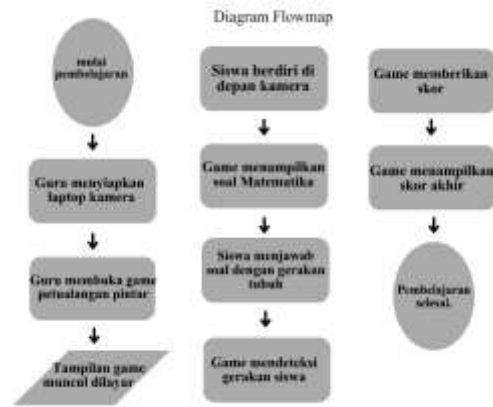 Diagram Flowmap
mulai
pembelajaran
Guru menyiapkan
laptop kamera
Guru membuka game
petualangan pintar
Tampilan game
muncul dilayar
Siswa berdiri di
depan kamera
Game menampilkan
soal Matematika
Siswa menjawab
soal dengan gerakan
tubuh
Game mendeteksi
gerakan siswa
Game memberikan
skor
Game menampilkan
skor akhir
Pembelajaran
selesai.